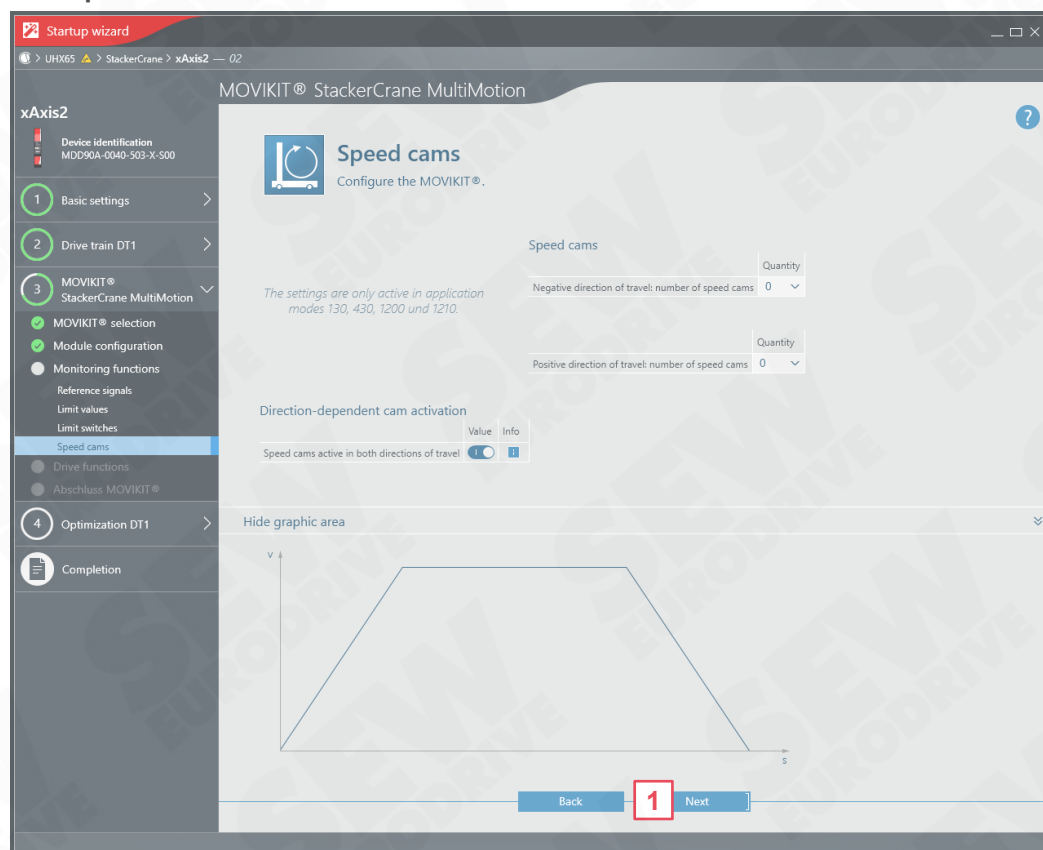 Startup wizard
> UHX65 > StackerCrane > xAxis2 — 02
MOVIKIT® StackerCrane MultiMotion
xAxis2
Device identification
MDD90A-0040-503-X-S00
1 Basic settings
2 Drive train DT1
3 MOVIKIT®
StackerCrane MultiMotion
MOVIKIT® selection
Module configuration
Monitoring functions
Reference signals
Limit values
Limit switches
Speed cams
Drive functions
Abschluss MOVIKIT®
4 Optimization DT1
Completion
?
Speed cams
Configure the MOVIKIT®.
The settings are only active in application
modes 130, 430, 1200 und 1210.
Speed cams
Quantity
Negative direction of travel: number of speed cams 0
Quantity
Positive direction of travel: number of speed cams 0
Direction-dependent cam activation
Value Info
Speed cams active in both directions of travel
Hide graphic area
v
s
Back 1 Next
SEW
EURODRIVE